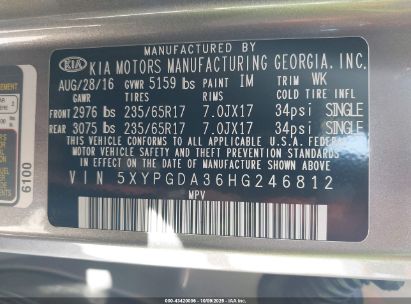 MANUFACTURED BY
KIA KIA MOTORS MANUFACTURING GEORGIA, INC.
AUG/28/16 GVWR 5159 lbs PAINT IM TRIM WK
GAWR TIRES RIMS COLD TIRE INFL
FRONT 2976 lbs 235/65R17 7.0JX17 34psi SINGLE
REAR 3075 lbs 235/65R17 7.0JX17 34psi SINGLE
THIS VEHICLE CONFORMS TO ALL APPLICABLE U.S.A. FEDERAL
MOTOR VEHICLE SAFETY AND THEFT PREVENTION STANDARDS
IN EFFECT ON THE DATE OF MANUFACTURE SHOWN ABOVE.
VIN 5XYPGDA36HG246812
MPV
6100